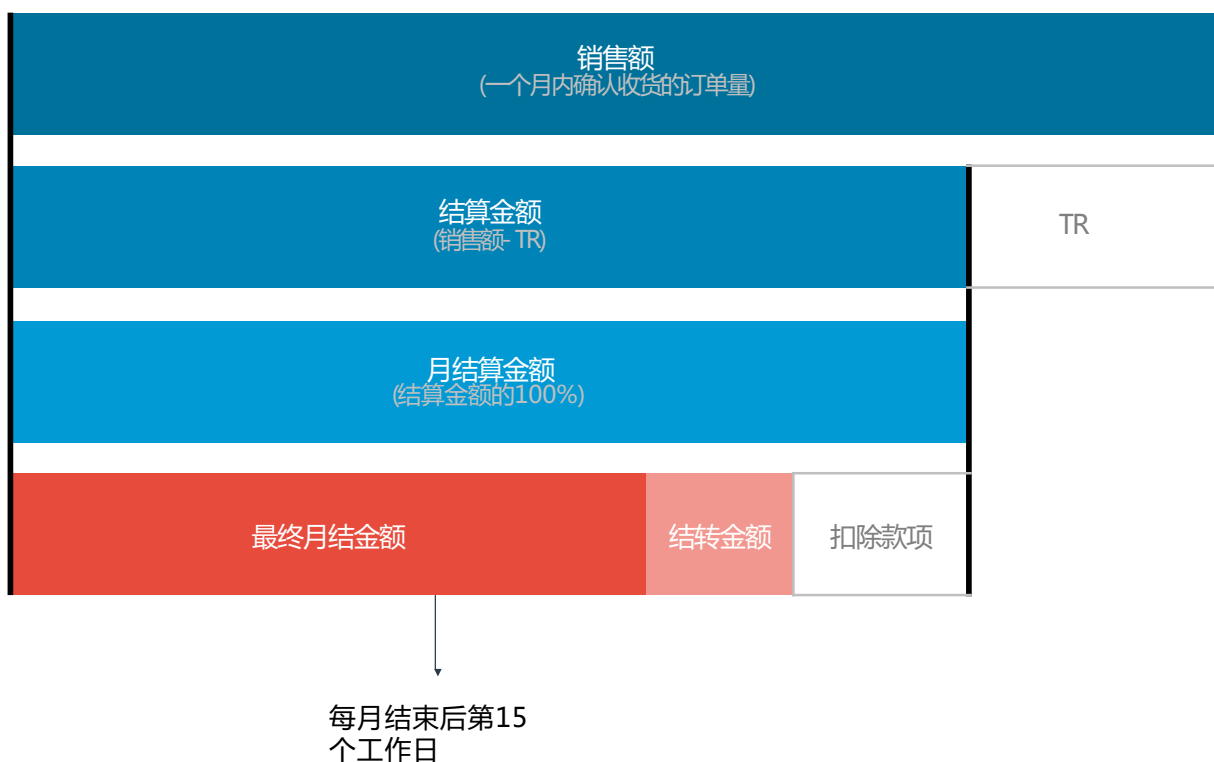 销售额
(一个月内确认收货的订单量)
结算金额
(销售额- TR)
TR
月结算金额
(结算金额的100%)
最终月结金额
结转金额
扣除款项
每月结束后第15
个工作日